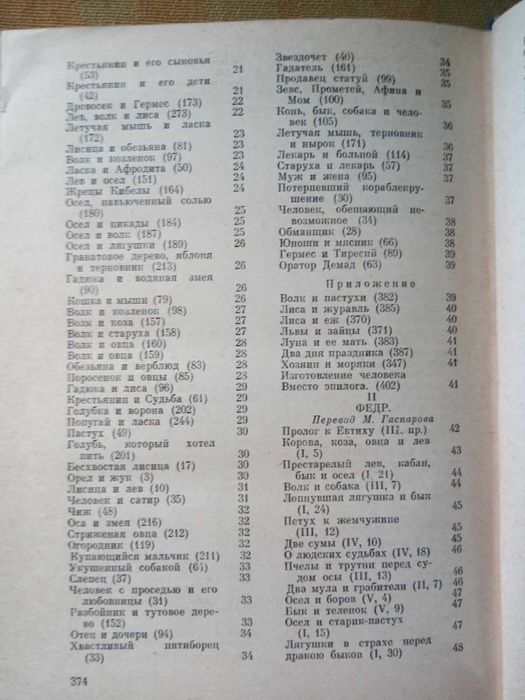 Крестьянин и его сыновья
(53) 21
Крестьянин и его дети
(42) 21
Дровосек и Гермес (173) 22
Лев, волк и лиса (273) 22
Летучая мышь и ласка
(172) 23
Лисица и обезьяна (81) 23
Волк и козленок (97) 23
Ласка и Афродита (50) 24
Лев и осел (151) 24
Жрецы Кибелы (164) 24
Осел, навьюченный солью
(180) 25
Осел и цикады (184) 25
Осел и волк (187) 25
Осел и лягушки (189) 26
Гранатовое дерево, яблоня
и терновник (213) 26
Гадюка и водяная змея
(90) 26
Кошка и мыши (79) 26
Волк и козленок (98) 27
Волк и коза (157) 27
Волк и старуха (158) 27
Волк и овца (160) 28
Волк и овца (159) 28
Обезьяна и верблюд (83) 28
Поросенок и овцы (85) 28
Гадюка и лиса (96) 29
Крестьянин и Судьба (61) 29
Голубка и ворона (202) 29
Попугай и ласка (244) 29
Пастух (49) 30
Голубь, который хотел
пить (201) 30
Бесхвостая лисица (17) 30
Орел и жук (3) 30
Лисица и лев (10) 31
Человек и сатир (35) 31
Чиж (48) 32
Оса и змея (216) 32
Стриженая овца (212) 32
Огородник (119) 32
Купающийся мальчик (211) 32
Укушенный собакой (64) 33
Слепец (37) 33
Человек с проседью и его
любовницы (31) 33
Разбойник и тутовое дере-
во (152) 33
Отец и дочери (94) 34
Хвастливый пятиборец
(33) 34
374
Звездочет (40) 34
Гадатель (161) 35
Продавец статуй (99) 35
Зевс, Прометей, Афина и
Мом (100) 35
Конь, бык, собака и чело-
век (105) 36
Летучая мышь, терновник
и нырок (171) 36
Лекарь и больной (114) 37
Старуха и лекарь (57) 37
Муж и жена (95) 37
Потерпевший кораблекру-
шение (30) 37
Человек, обещающий не-
возможное (34) 38
Обманщик (28) 38
Юноши и мясник (66) 38
Гермес и Тиресий (89) 39
Оратор Демад (63) 39
Приложение
Волк и пастухи (382) 39
Лиса и журавль (385) 40
Лиса и еж (370) 40
Львы и зайцы (371) 40
Луна и ее мать (383) 41
Два дня праздника (387) 41
Хозяин и моряки (347) 41
Изготовление человека
Вместо эпилога. (402) 41
II
ФЕДР.
Перевод М. Гаспарова
Пролог к Евтиху (III, пр.) 42
Корова, коза, овца и лев
(I, 5) 43
Престарелый лев, кабан,
бык и осел (I, 21) 44
Волк и собака (III, 7) 44
Лопнувшая лягушка и бык
(I, 24) 45
Петух к жемчужине
(III, 12) 45
Две сумы (IV, 10) 45
О людских судьбах (IV, 18) 46
Пчелы и трутни перед су-
дом осы (III, 13) 46
Два мула и грабители (II, 7) 46
Осел и боров (V, 4) 47
Бык и теленок (V, 9) 47
Осел и старик-пастух
(I, 15) 47
Лягушки в страхе перед
дракою быков (I, 30) 48